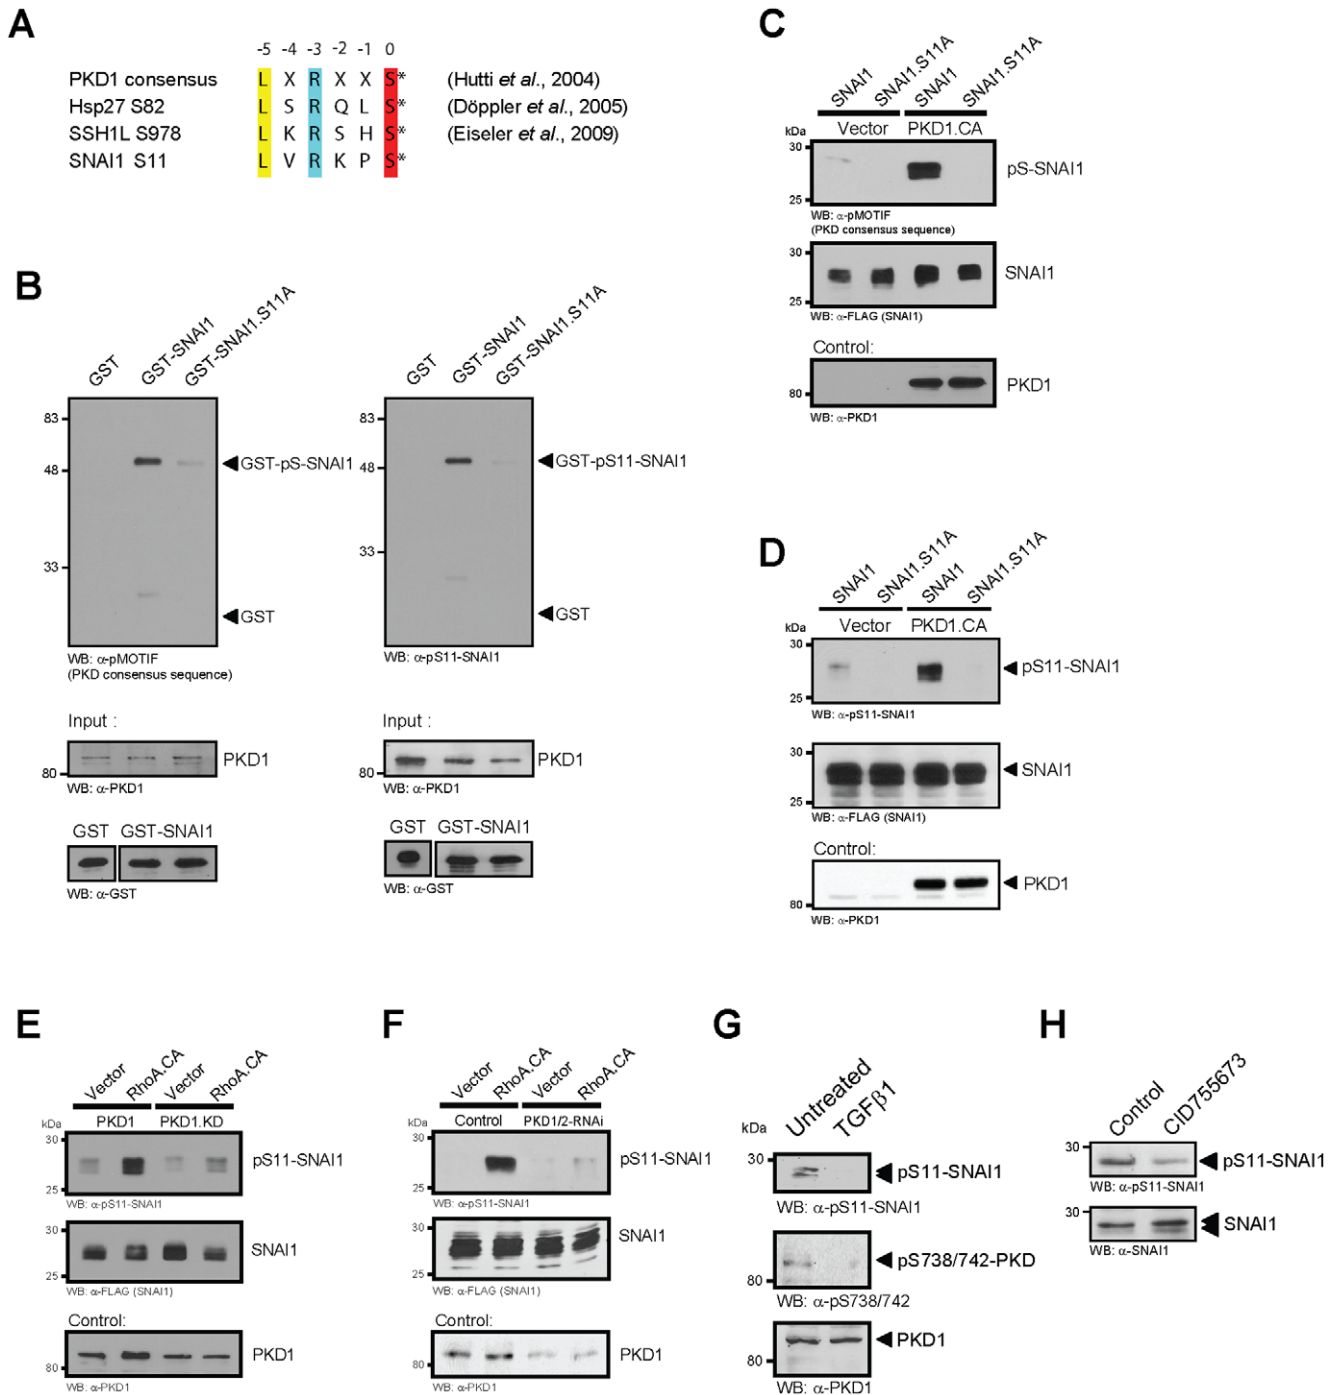 A
-5 -4 -3 -2 -1 0
PKD1 consensus L X R X X S* (Hutti et al., 2004)
Hsp27 S82 L S R Q L S* (Döppler et al., 2005)
SSH1L S978 L K R S H S* (Eiseler et al., 2009)
SNAI1 S11 L V R K P S*
B
GST GST-SNAI1 GST-SNAI1.S11A
83
48
33
GST-pS-SNAI1
GST
WB: α-pMOTIF
(PKD consensus sequence)
Input :
80
PKD1
WB: α-PKD1
GST GST-SNAI1
WB: α-GST
GST GST-SNAI1 GST-SNAI1.S11A
83
48
33
GST-pS11-SNAI1
GST
WB: α-pS11-SNAI1
Input :
80
PKD1
WB: α-PKD1
GST GST-SNAI1
WB: α-GST
C
SNAI1 SNAI1.S11A SNAI1 SNAI1.S11A
Vector PKD1.CA
kDa
30
25
pS-SNAI1
WB: α-pMOTIF
(PKD consensus sequence)
30
25
SNAI1
WB: α-FLAG (SNAI1)
Control:
80
PKD1
WB: α-PKD1
D
SNAI1 SNAI1.S11A SNAI1 SNAI1.S11A
Vector PKD1.CA
kDa
30
25
pS11-SNAI1
WB: α-pS11-SNAI1
30
25
SNAI1
WB: α-FLAG (SNAI1)
Control:
80
PKD1
WB: α-PKD1
E
Vector RhoA.CA Vector RhoA.CA
PKD1 PKD1.KD
kDa
30
25
pS11-SNAI1
WB: α-pS11-SNAI1
30
25
SNAI1
WB: α-FLAG (SNAI1)
Control:
80
PKD1
WB: α-PKD1
F
Vector RhoA.CA Vector RhoA.CA
Control PKD1/2-RNAi
kDa
30
25
pS11-SNAI1
WB: α-pS11-SNAI1
30
25
SNAI1
WB: α-FLAG (SNAI1)
Control:
80
PKD1
WB: α-PKD1
G
Untreated TGFβ1
kDa
30
pS11-SNAI1
WB: α-pS11-SNAI1
80
pS738/742-PKD
WB: α-pS738/742
80
PKD1
WB: α-PKD1
H
Control CID755673
30
pS11-SNAI1
WB: α-pS11-SNAI1
30
SNAI1
WB: α-SNAI1